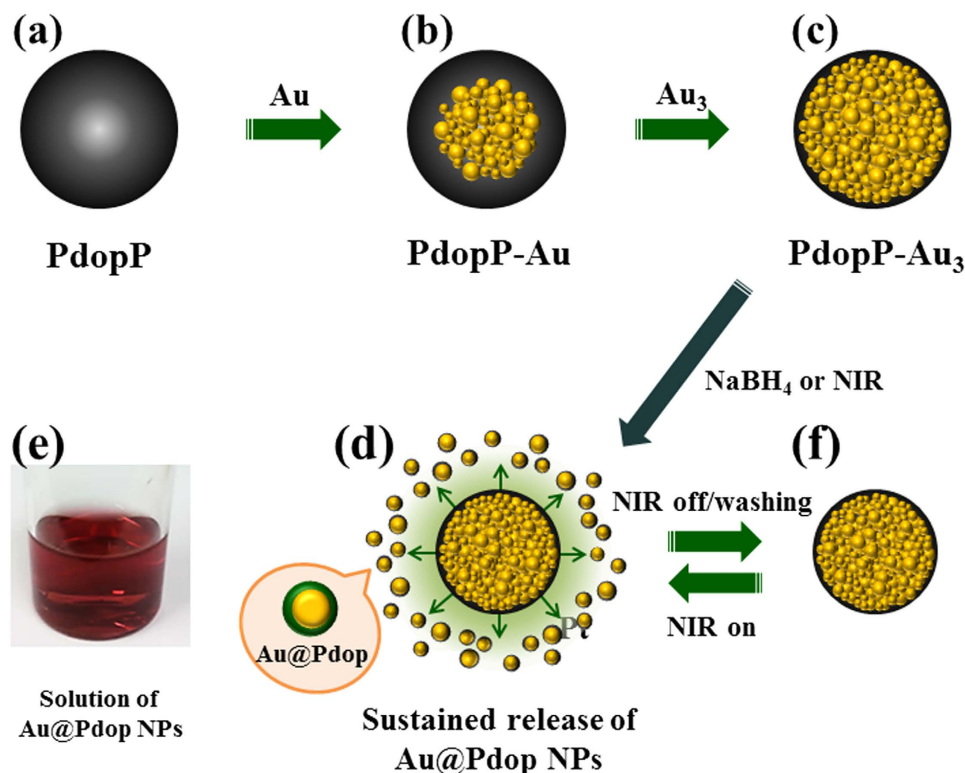 (a)
(b)
(c)
Au
Au₃
PdopP
PdopP-Au
PdopP-Au₃
NaBH₄ or NIR
(e)
(d)
(f)
NIR off/washing
NIR on
Au@Pdop
Solution of
Au@Pdop NPs
Sustained release of
Au@Pdop NPs